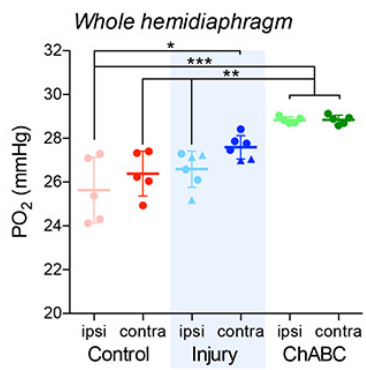 Whole hemidiaphragm
*
***
**
PO₂ (mmHg)
32
30
28
26
24
22
20
ipsi contra ipsi contra ipsi contra
Control Injury ChABC